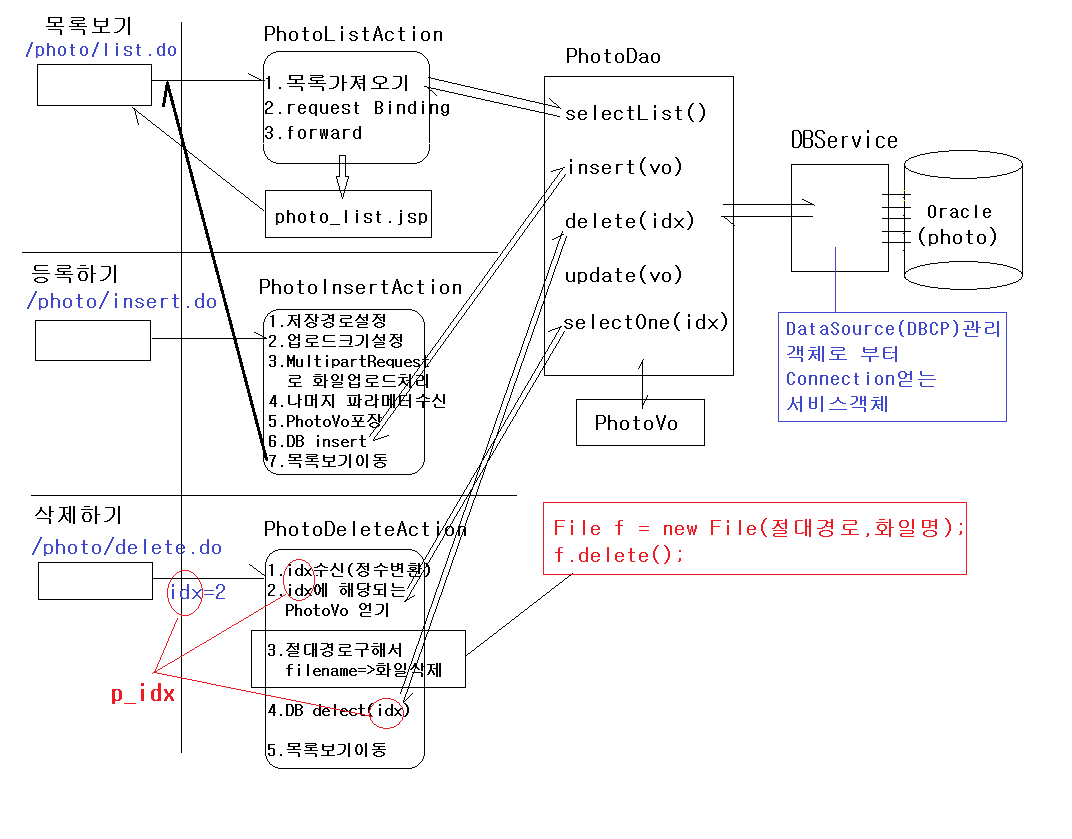 목록보기
/photo/list.do
PhotoListAction
1.목록가져오기
2.request Binding
3.forward
photo_list.jsp
등록하기
/photo/insert.do
PhotoInsertAction
1.저장경로설정
2.업로드크기설정
3.MultipartRequest
로 화일업로드처리
4.나머지 파라메터수신
5.PhotoVo포장
6.DB insert
7.목록보기이동
삭제하기
/photo/delete.do
idx=2
p_idx
PhotoDeleteAction
1.idx수신(정수변환)
2.idx에 해당되는
PhotoVo 얻기
3.절대경로구해서
filename=>화일삭제
4.DB delect(idx)
5.목록보기이동
PhotoDao
selectList()
insert(vo)
delete(idx)
update(vo)
selectOne(idx)
PhotoVo
DBService
Oracle
(photo)
DataSource(DBCP)관리
객체로 부터
Connection얻는
서비스객체
File f = new File(절대경로,화일명);
f.delete();